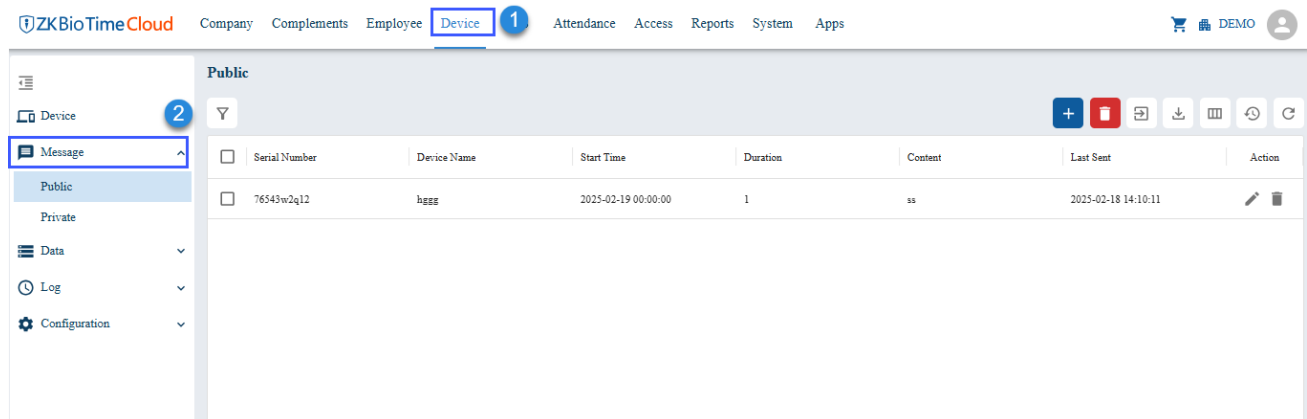 ZKBioTime Cloud Company Complements Employee Device 1 Attendance Access Reports System Apps DEMO
Public
Device 2
Message
Serial Number Device Name Start Time Duration Content Last Sent Action
Public
76543w2q12 hggg 2025-02-19 00:00:00 1 ss 2025-02-18 14:10:11
Private
Data
Log
Configuration